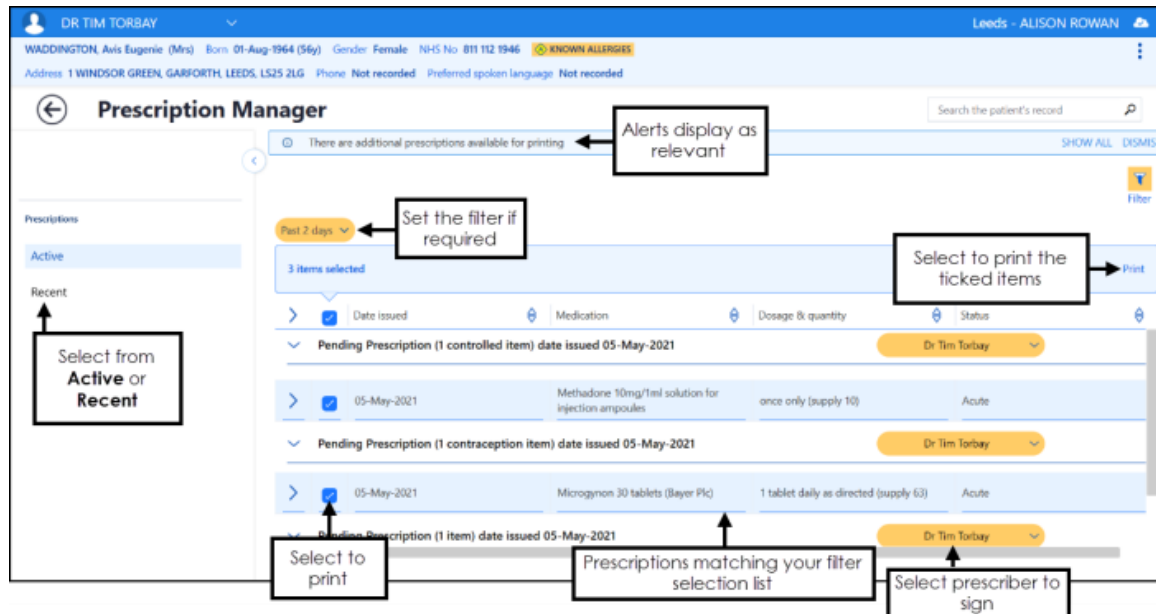 DR TIM TORBAY
Leeds - ALISON ROWAN
WADDINGTON, Avis Eugenie (Mrs) Born 01-Aug-1964 (56y) Gender Female NHS No 811 112 1946 KNOWN ALLERGIES
Address 1 WINDSOR GREEN, GARFORTH, LEEDS, LS25 2LG Phone Not recorded Preferred spoken language Not recorded
Prescription Manager
Search the patient's record
There are additional prescriptions available for printing
Alerts display as
relevant
SHOW ALL DISMIS
Filter
Prescriptions
Active
Recent
Select from
Active or
Recent
Past 2 days
Set the filter if
required
3 items selected
Select to print the
ticked items
Print
Date issued Medication Dosage & quantity Status
Pending Prescription (1 controlled item) date issued 05-May-2021 Dr Tim Torbay
05-May-2021 Methadone 10mg/1ml solution for
injection ampoules
once only (supply 10) Acute
Pending Prescription (1 contraception item) date issued 05-May-2021 Dr Tim Torbay
05-May-2021 Microgynon 30 tablets (Bayer Plc) 1 tablet daily as directed (supply 63) Acute
Pending Prescription (1 item) date issued 05-May-2021 Dr Tim Torbay
Select to
print
Prescriptions matching your filter
selection list
Select prescriber to
sign